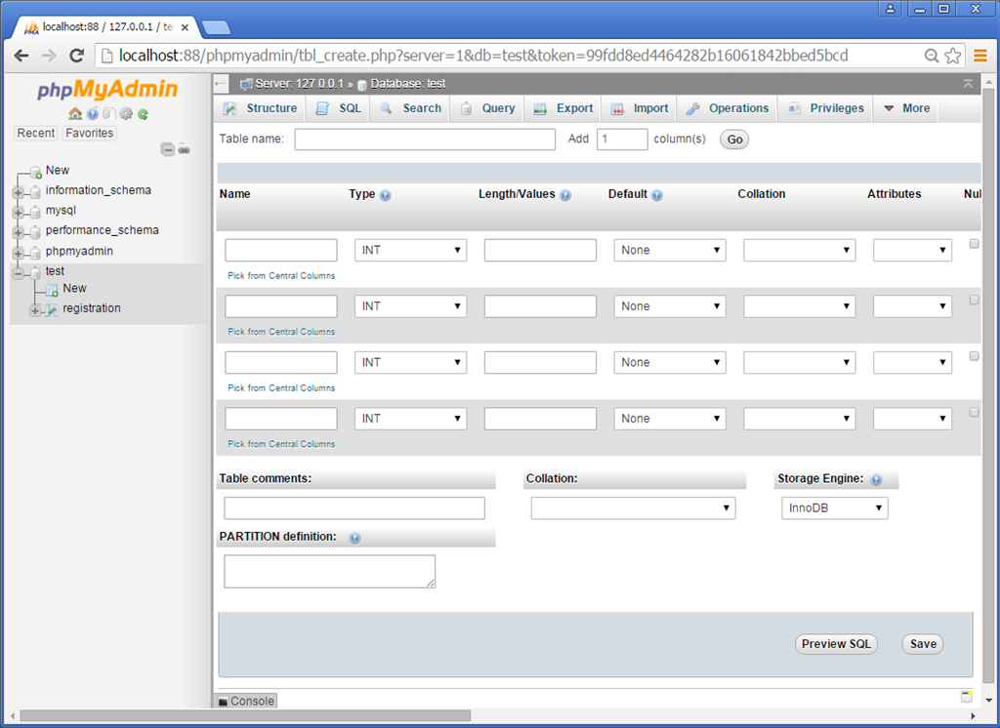 localhost:88 / 127.0.0.1 / te
localhost:88/phpmyadmin/tbl_create.php?server=1&db=test&token=99fdd8ed4464282b16061842bbed5bcd
phpMyAdmin
Recent Favorites
New
information_schema
mysql
performance_schema
phpmyadmin
test
New
registration
Server: 127.0.0.1 » Database: test
Structure SQL Search Query Export Import Operations Privileges More
Table name: Add 1 column(s) Go
Name Type Length/Values Default Collation Attributes Nul
INT None
Pick from Central Columns
INT None
Pick from Central Columns
INT None
Pick from Central Columns
INT None
Pick from Central Columns
Table comments: Collation: Storage Engine:
InnoDB
PARTITION definition:
Preview SQL Save
Console